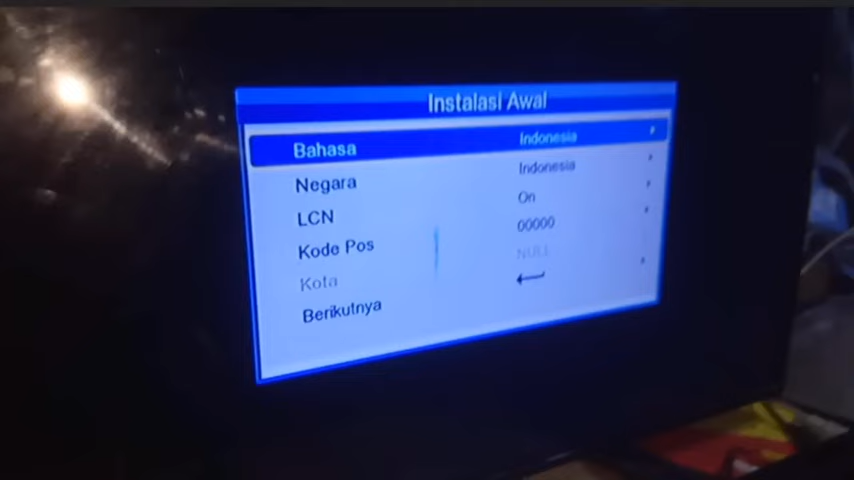 Instalasi Awal
Bahasa Indonesia
Negara Indonesia
LCN On
Kode Pos 00000
Kota NULL
Berikutnya